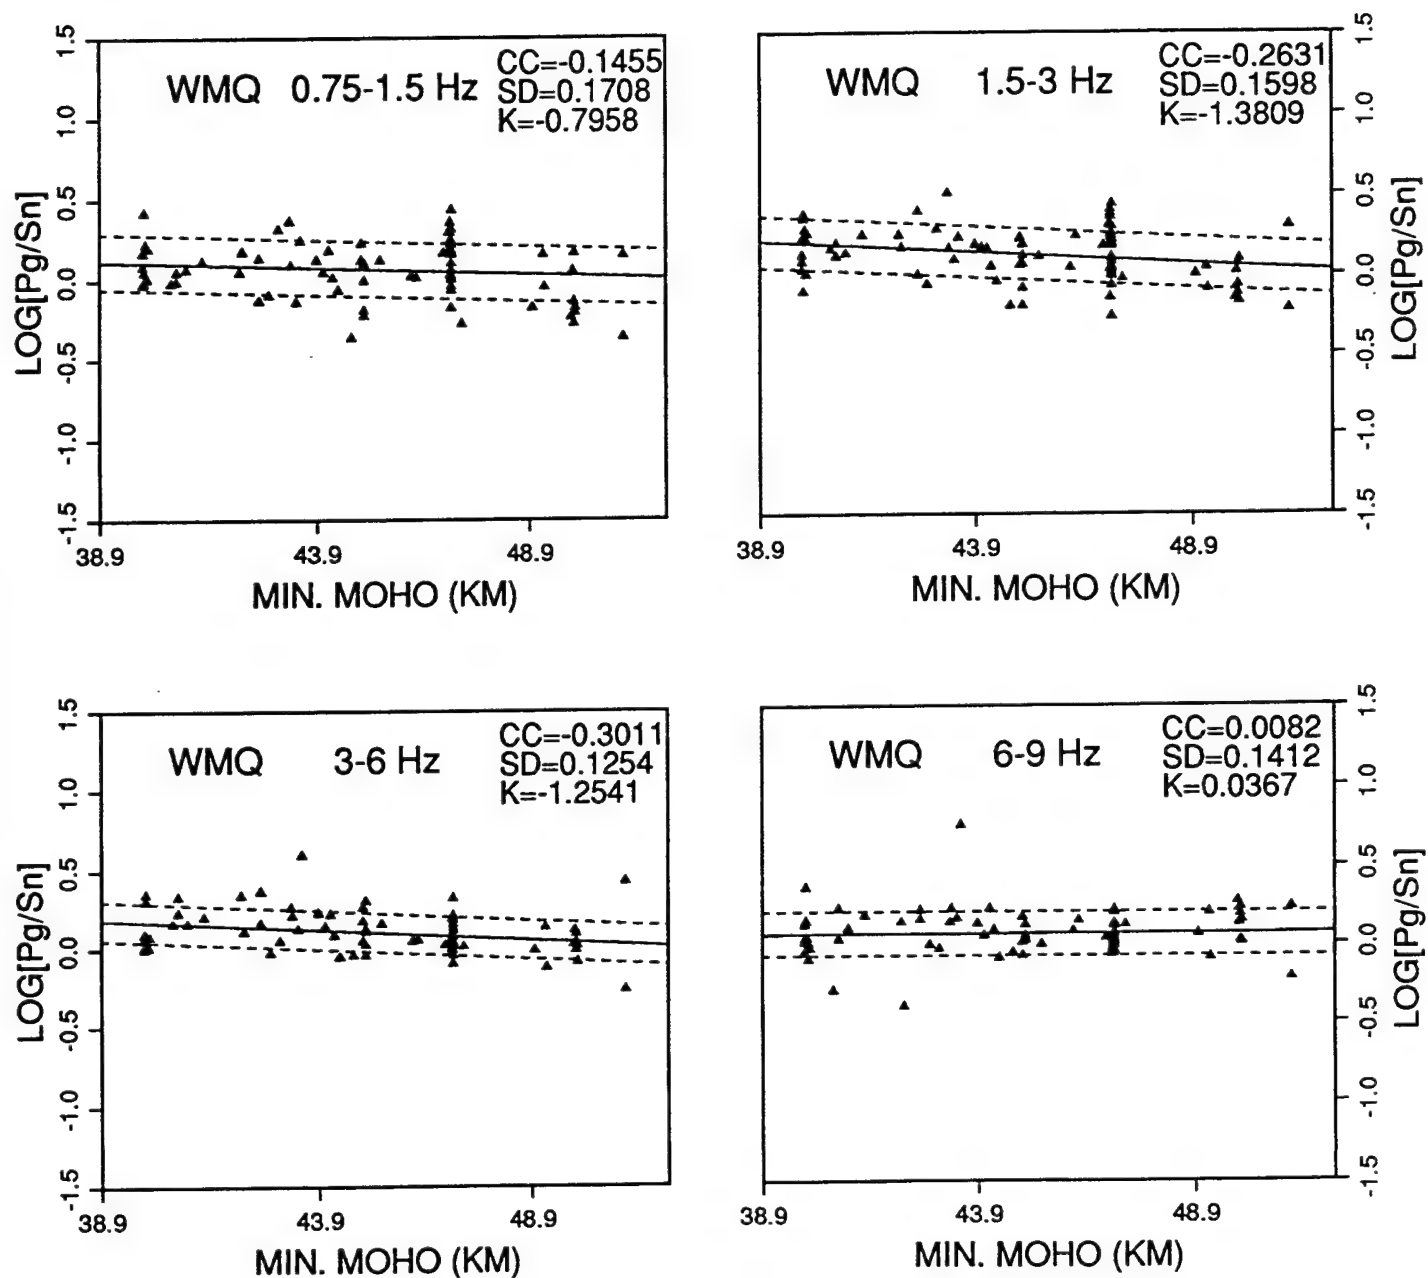 WMQ 0.75-1.5 Hz
CC=-0.1455
SD=0.1708
K=-0.7958
LOG[Pg/Sn]
1.5
1.0
0.5
0.0
-0.5
-1.0
-1.5
38.9 43.9 48.9
MIN. MOHO (KM)
WMQ 1.5-3 Hz
CC=-0.2631
SD=0.1598
K=-1.3809
1.5
1.0
0.5
0.0
-0.5
-1.0
-1.5
LOG[Pg/Sn]
38.9 43.9 48.9
MIN. MOHO (KM)
WMQ 3-6 Hz
CC=-0.3011
SD=0.1254
K=-1.2541
LOG[Pg/Sn]
1.5
1.0
0.5
0.0
-0.5
-1.0
-1.5
38.9 43.9 48.9
MIN. MOHO (KM)
WMQ 6-9 Hz
CC=0.0082
SD=0.1412
K=0.0367
1.5
1.0
0.5
0.0
-0.5
-1.0
-1.5
LOG[Pg/Sn]
38.9 43.9 48.9
MIN. MOHO (KM)